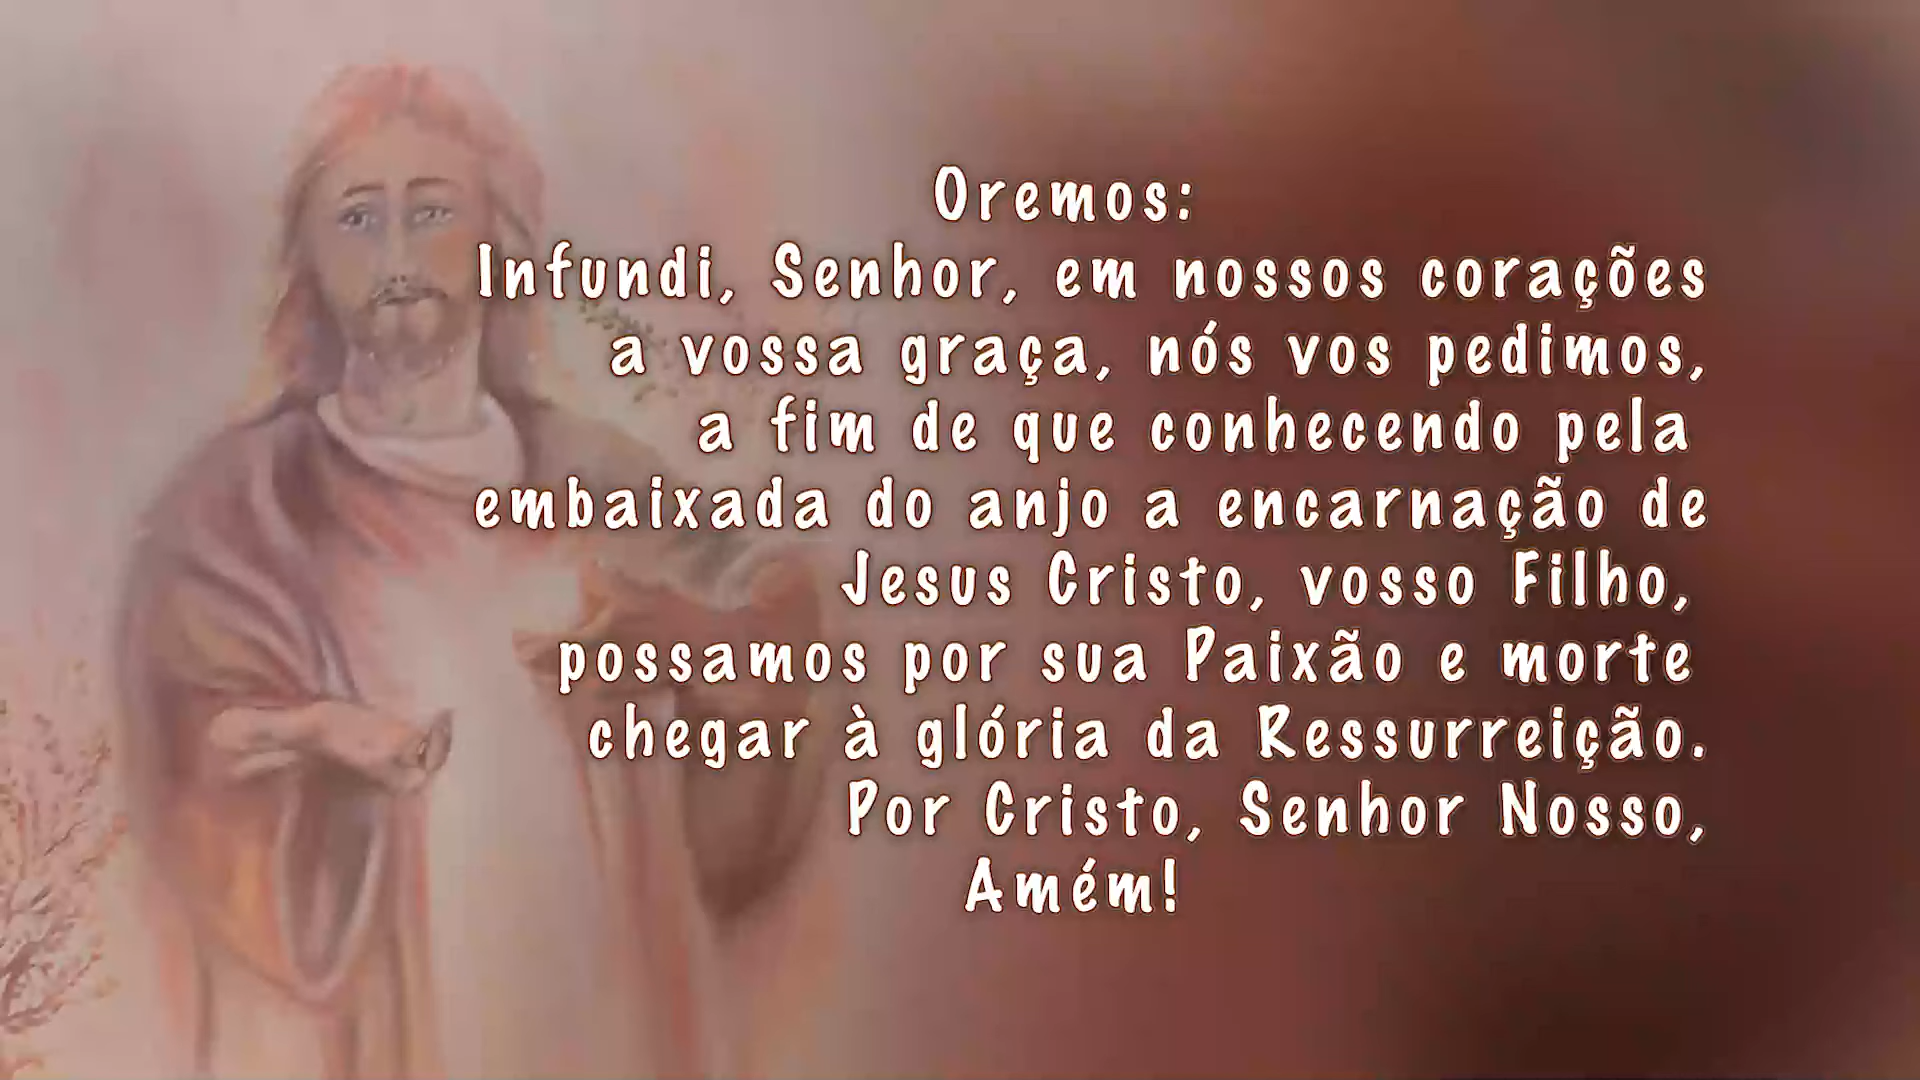 Oremos:
Infundi, Senhor, em nossos corações
a vossa graça, nós vos pedimos,
a fim de que conhecendo pela
embaixada do anjo a encarnação de
Jesus Cristo, vosso Filho,
possamos por sua Paixão e morte
chegar à glória da Ressurreição.
Por Cristo, Senhor Nosso,
Amém!